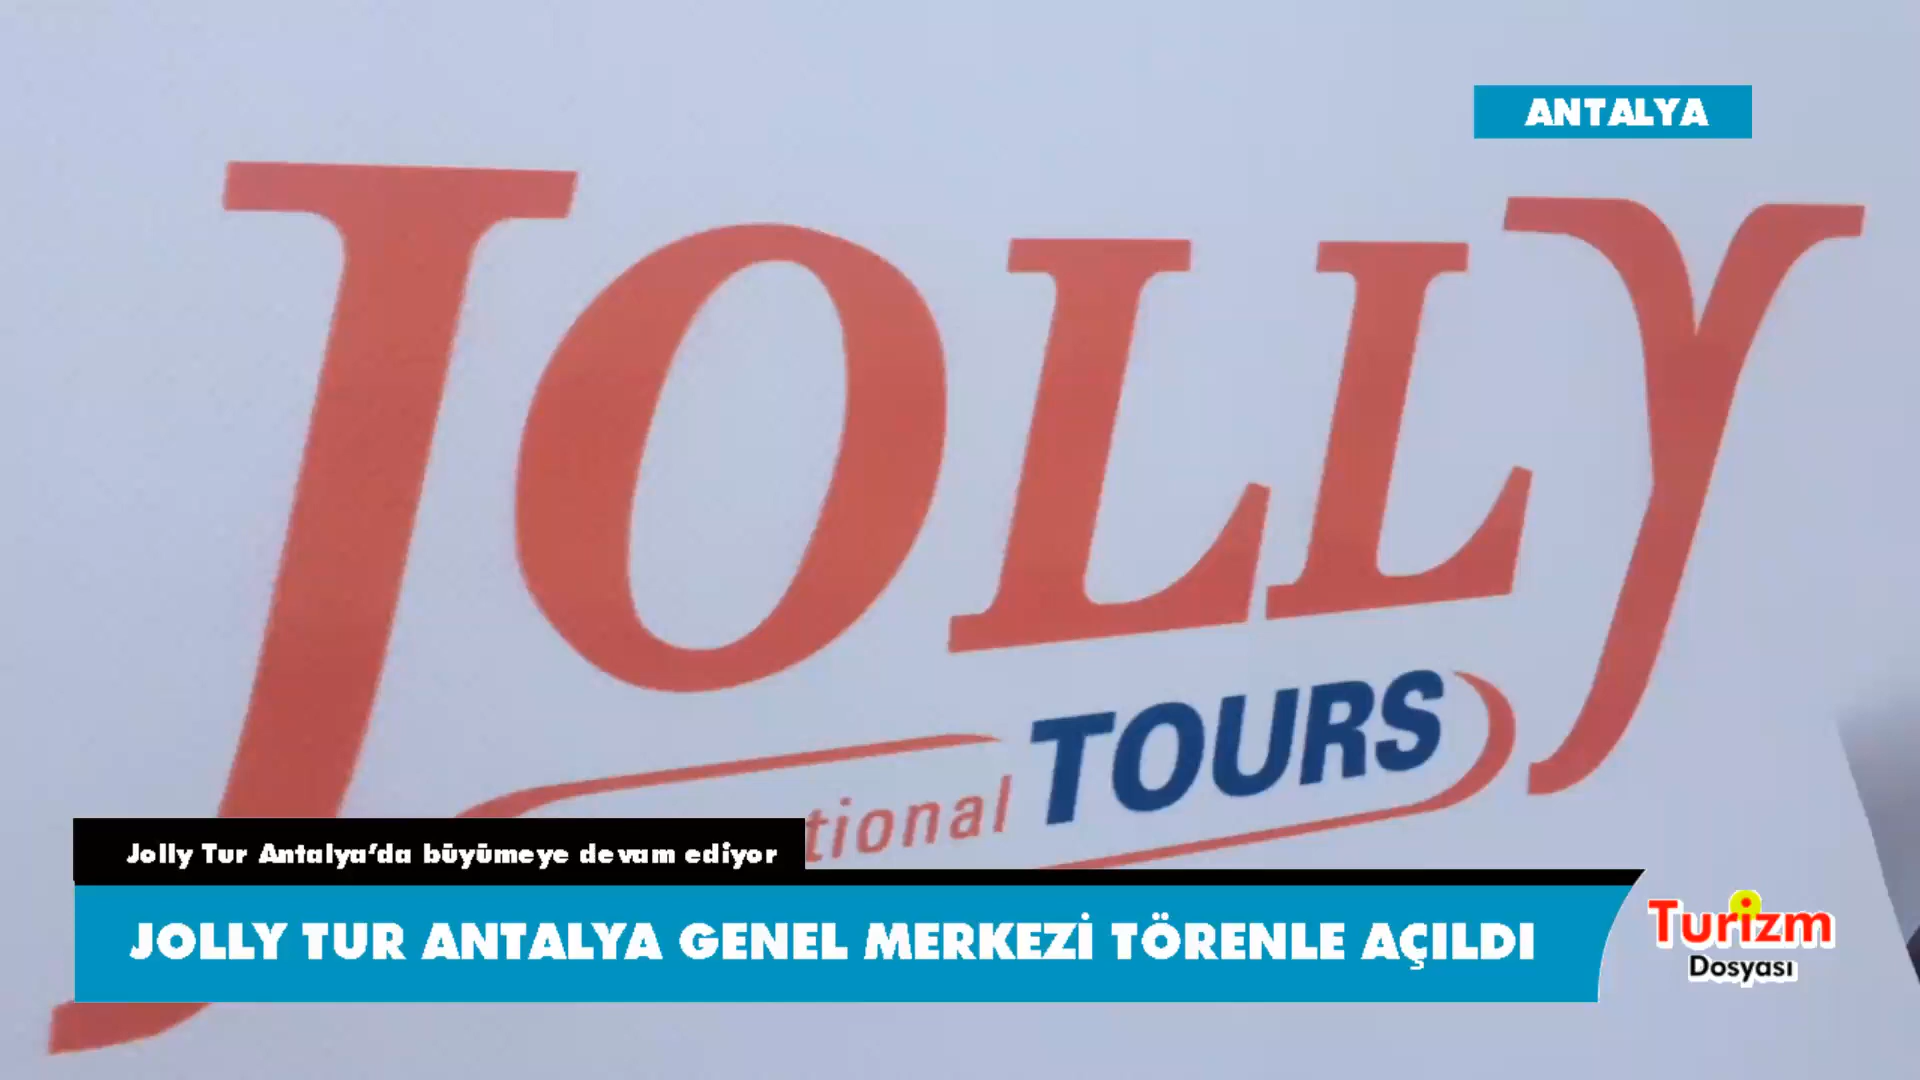 ANTALYA
JOLLY
TOURS
Jolly Tur Antalya'da büyümeye devam ediyor
JOLLY TUR ANTALYA GENEL MERKEZİ TÖRENLE AÇILDI
Turizm
Dosyası